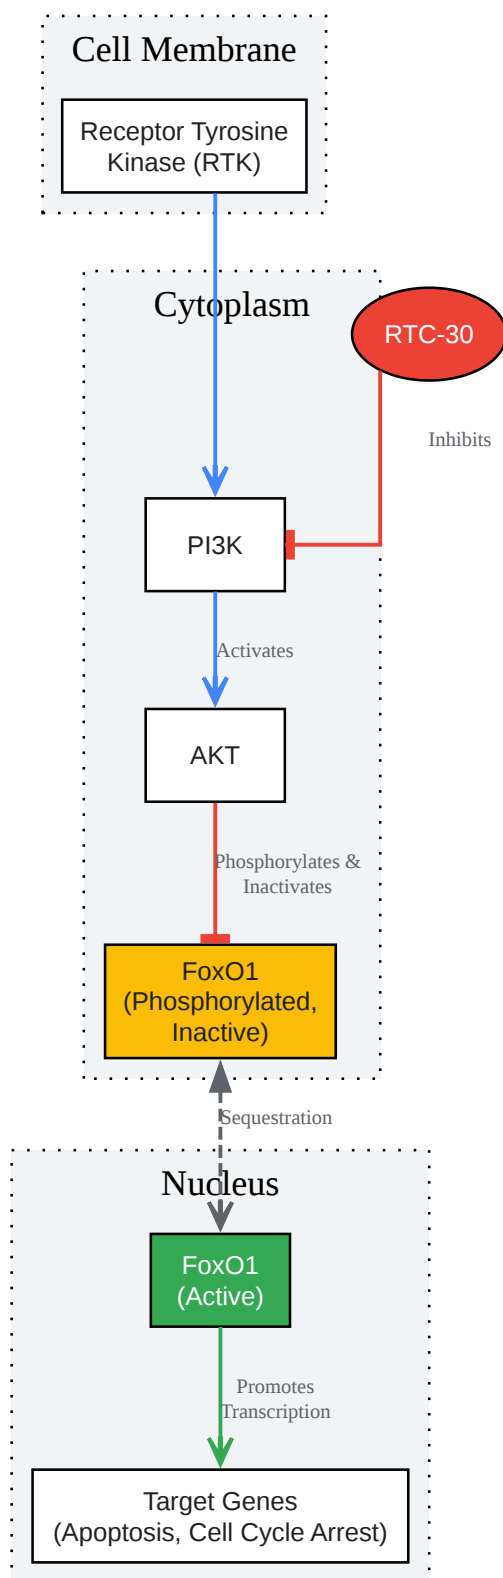 Cell Membrane
Receptor Tyrosine
Kinase (RTK)
Cytoplasm
RTC-30
Inhibits
PI3K
Activates
AKT
Phosphorylates &
Inactivates
FoxO1
(Phosphorylated,
Inactive)
Sequestration
Nucleus
FoxO1
(Active)
Promotes
Transcription
Target Genes
(Apoptosis, Cell Cycle Arrest)